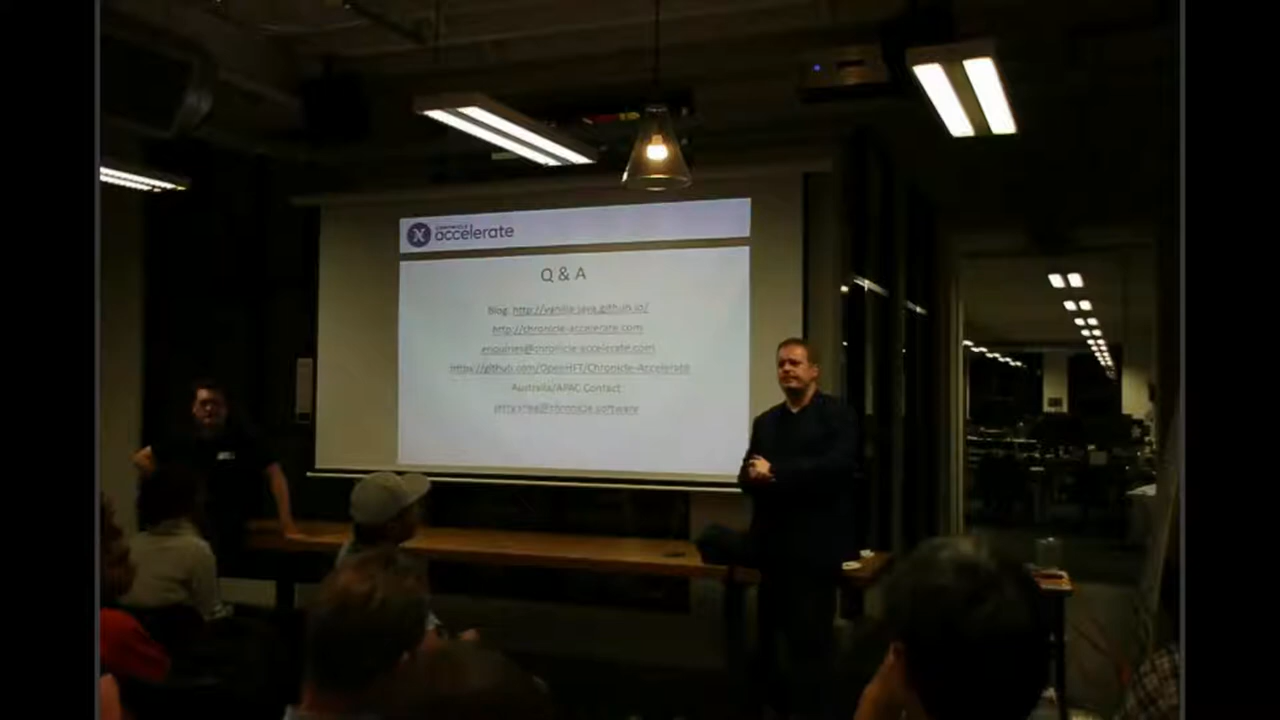 CHRONICLE
accelerate
Q & A
Blog: http://vanilla-java.github.io/
http://chronicle-accelerate.com
enquiries@chronicle-accelerate.com
https://github.com/OpenHFT/Chronicle-Accelerate
Australia/APAC Contact